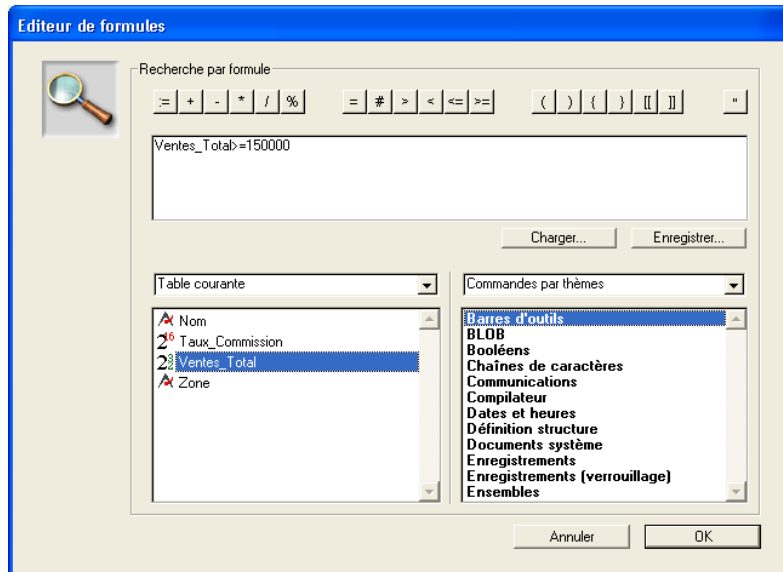 Editeur de formules
Recherche par formule
:= + - * / % = # > < <= >= ( ) { } [[ ]] "
Ventes_Total>=150000
Charger... Enregistrer...
Table courante Commandes par thèmes
Nom
Taux_Commission
Ventes_Total
Zone
Barres d'outils
BLOB
Booléens
Chaînes de caractères
Communications
Compilateur
Dates et heures
Définition structure
Documents système
Enregistrements
Enregistrements (verrouillage)
Ensembles
Annuler OK